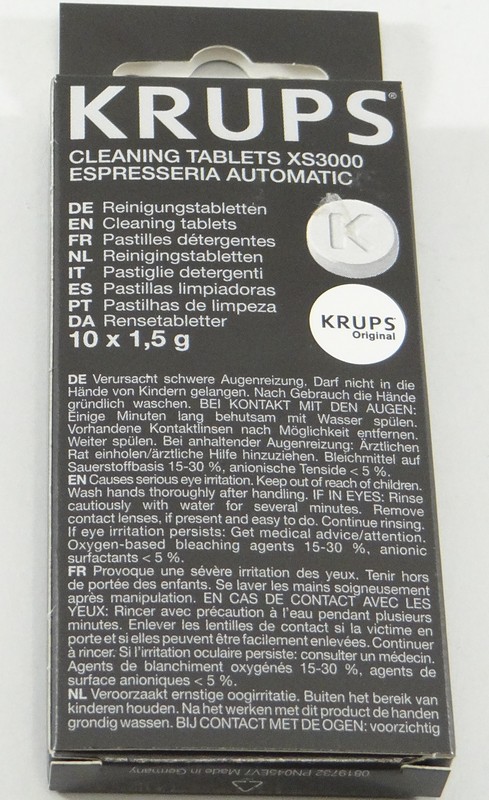 KRUPS®
CLEANING TABLETS XS3000
ESPRESSERIA AUTOMATIC
DE Reinigungstabletten
EN Cleaning tablets
FR Pastilles détergentes
NL Reinigingstabletten
IT Pastiglie detergenti
ES Pastillas limpiadoras
PT Pastilhas de limpeza
DA Rensetabletter
10 x 1,5 g
K
KRUPS
Original
DE Verursacht schwere Augenreizung. Darf nicht in die
Hände von Kindern gelangen. Nach Gebrauch die Hände
gründlich waschen. BEI KONTAKT MIT DEN AUGEN:
Einige Minuten lang behutsam mit Wasser spülen.
Vorhandene Kontaktlinsen nach Möglichkeit entfernen.
Weiter spülen. Bei anhaltender Augenreizung: Ärztlichen
Rat einholen/ärztliche Hilfe hinzuziehen. Bleichmittel auf
Sauerstoffbasis 15-30 %, anionische Tenside < 5 %.
EN Causes serious eye irritation. Keep out of reach of children.
Wash hands thoroughly after handling. IF IN EYES: Rinse
cautiously with water for several minutes. Remove
contact lenses, if present and easy to do. Continue rinsing.
If eye irritation persists: Get medical advice/attention.
Oxygen-based bleaching agents 15-30 %, anionic
surfactants < 5 %.
FR Provoque une sévère irritation des yeux. Tenir hors
de portée des enfants. Se laver les mains soigneusement
après manipulation. EN CAS DE CONTACT AVEC LES
YEUX: Rincer avec précaution à l'eau pendant plusieurs
minutes. Enlever les lentilles de contact si la victime en
porte et si elles peuvent être facilement enlevées. Continuer
à rincer. Si l'irritation oculaire persiste: consulter un médecin.
Agents de blanchiment oxygénés 15-30 %, agents de
surface anioniques < 5 %.
NL Veroorzaakt ernstige oogirritatie. Buiten het bereik van
kinderen houden. Na het werken met dit product de handen
grondig wassen. BIJ CONTACT MET DE OGEN: voorzichtig
0819732 PN045EV7 Made in Germany